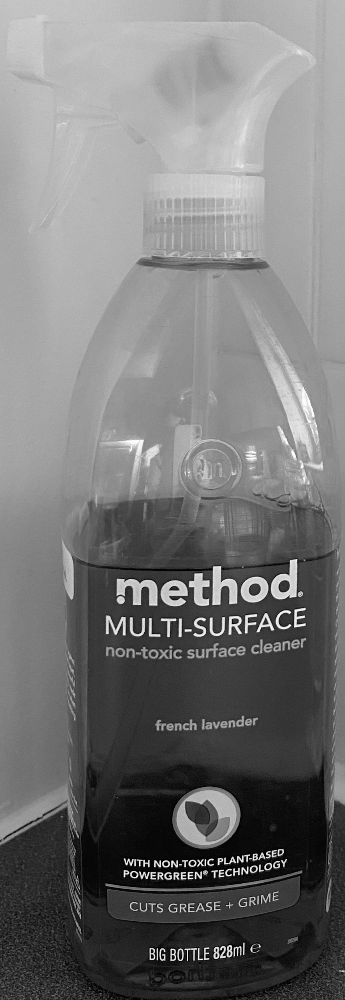 method®
MULTI-SURFACE
non-toxic surface cleaner
french lavender
WITH NON-TOXIC PLANT-BASED
POWERGREEN® TECHNOLOGY
CUTS GREASE + GRIME
BIG BOTTLE 828ml ℮